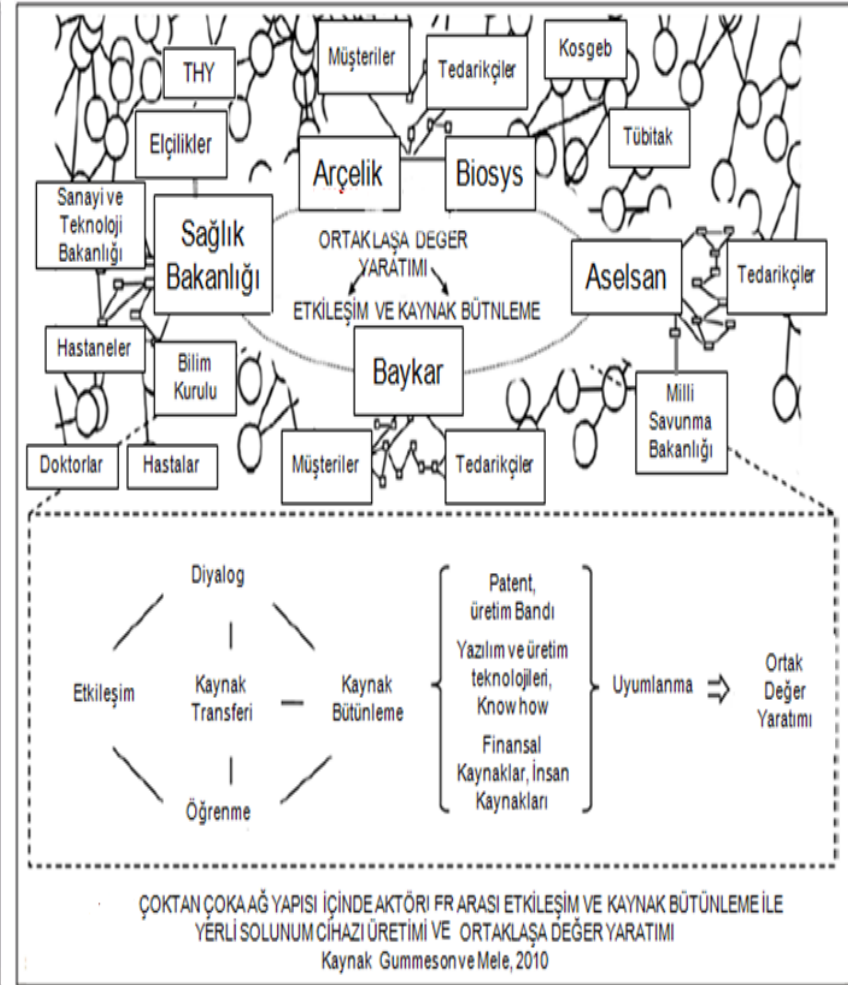 THY
Müşteriler
Tedarikçiler
Kosgeb
Elçilikler
Tübitak
Arçelik
Biosys
Sanayi ve
Teknoloji
Bakanlığı
Sağlık
Bakanlığı
ORTAKLAŞA DEĞER
YARATIMI
Aselsan
Tedarikçiler
ETKİLEŞİM VE KAYNAK BÜTNLEME
Hastaneler
Bilim
Kurulu
Baykar
Milli
Savunma
Bakanlığı
Doktorlar
Hastalar
Müşteriler
Tedarikçiler
Diyalog
Etkileşim
Kaynak
Transferi
Kaynak
Bütünleme
Öğrenme
Patent,
üretim Bandı
Yazılım ve üretim
teknolojileri,
Know how
Finansal
Kaynaklar, İnsan
Kaynakları
Uyumlanma
Ortak
Değer
Yaratımı
ÇOKTAN ÇOKA AĞ YAPISI İÇİNDE AKTÖRI FR ARASI ETKİLEŞİM VE KAYNAK BÜTÜNLEME İLE
YERLİ SOLUNUM CİHAZI ÜRETİMİ VE ORTAKLAŞA DEĞER YARATIMI
Kaynak Gummeson ve Mele, 2010